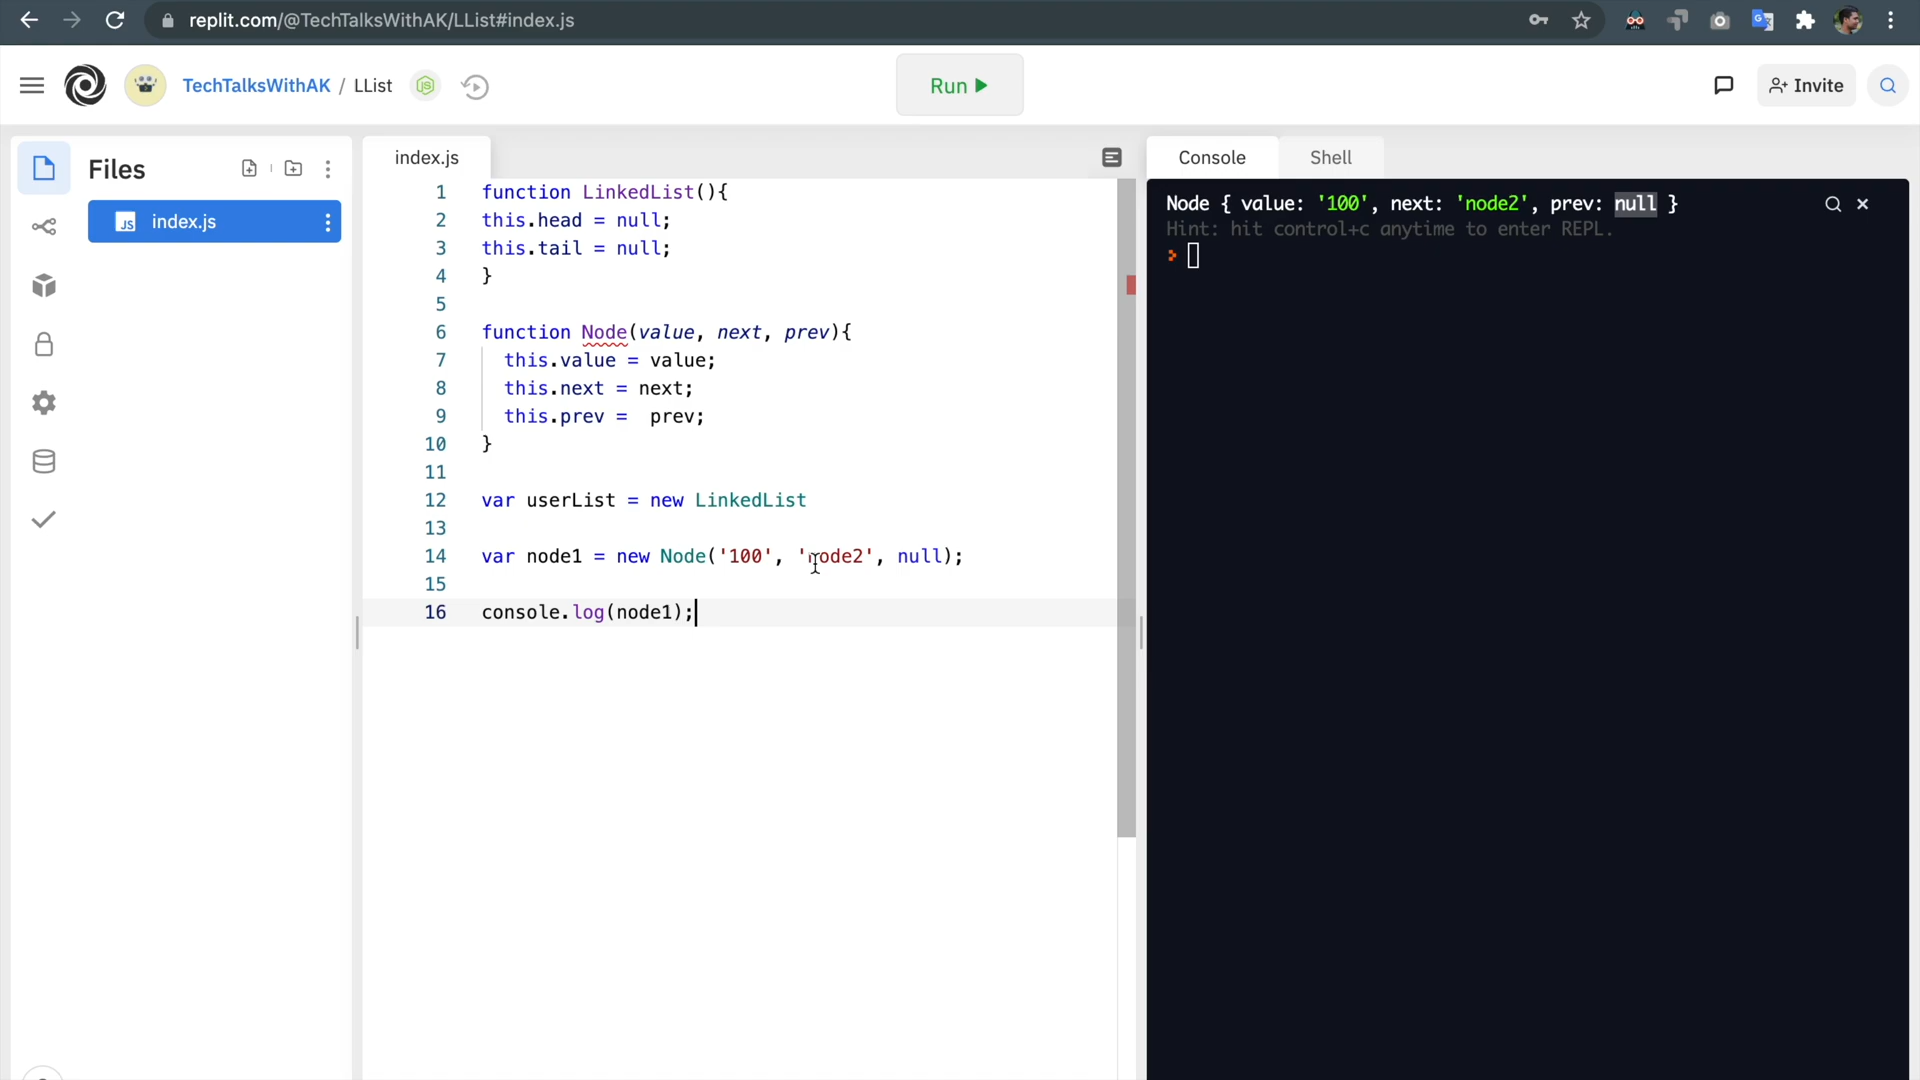 replit.com/@TechTalksWithAK/LList#index.js
TechTalksWithAK / LList
Run
Invite
Files
index.js
index.js
1 function LinkedList(){
2 this.head = null;
3 this.tail = null;
4 }
5
6 function Node(value, next, prev){
7 this.value = value;
8 this.next = next;
9 this.prev =  prev;
10 }
11
12 var userList = new LinkedList
13
14 var node1 = new Node('100', 'node2', null);
15
16 console.log(node1);
Console Shell
Node { value: '100', next: 'node2', prev: null }
Hint: hit control+c anytime to enter REPL.